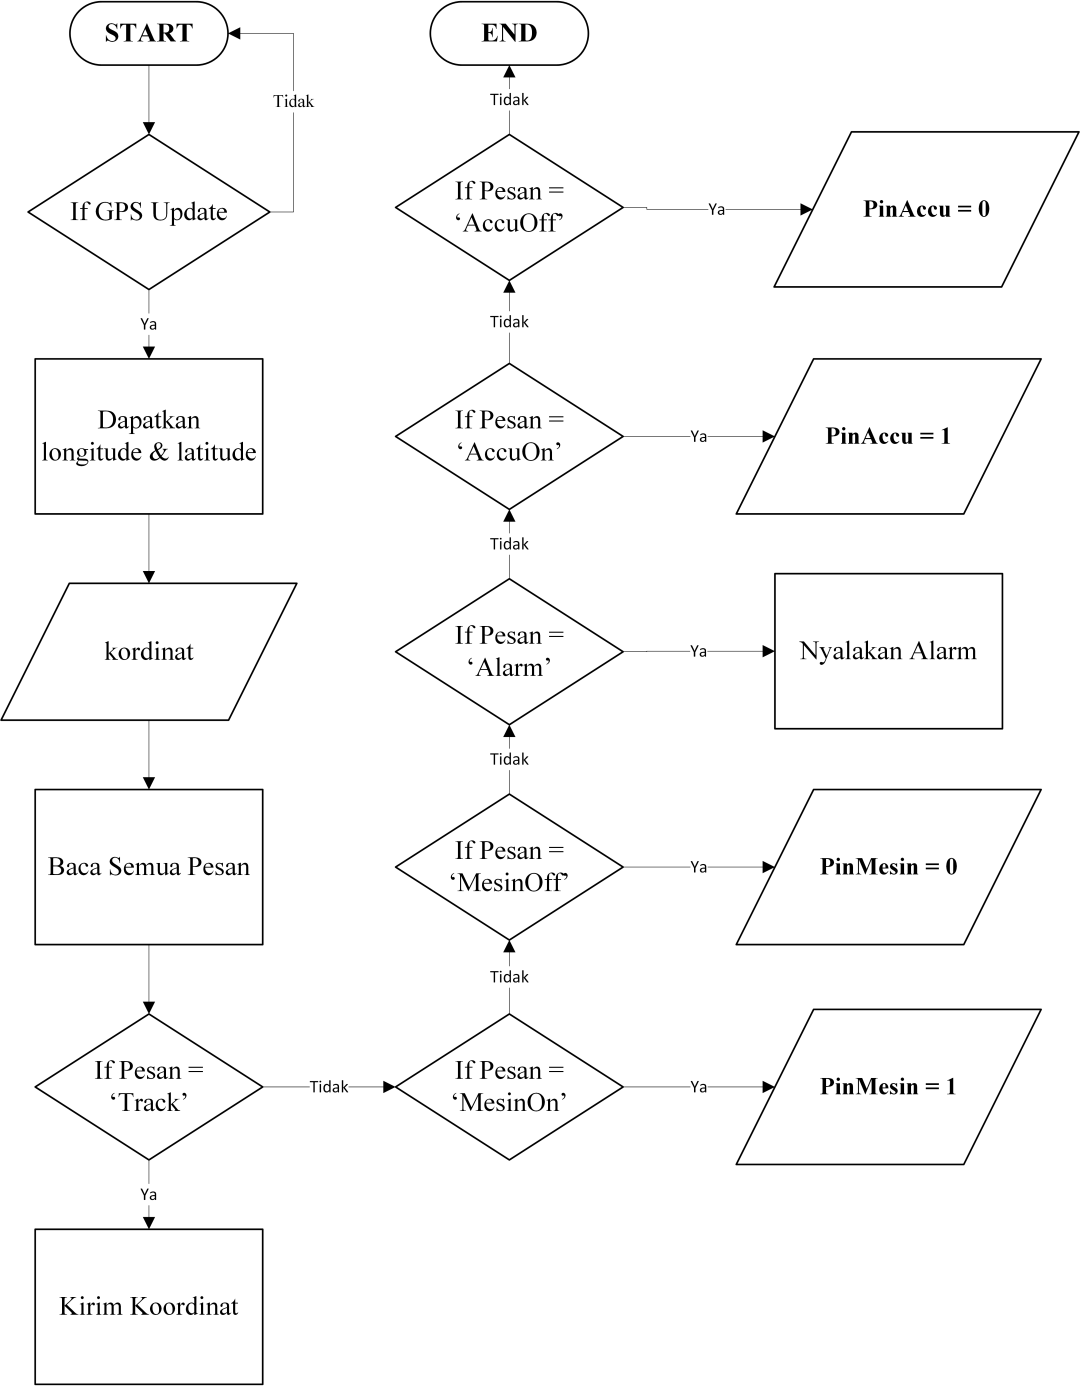 START
Tidak
If GPS Update
Ya
Dapatkan
longitude & latitude
kordinat
Baca Semua Pesan
If Pesan =
‘Track’
Ya
Kirim Koordinat
Tidak
If Pesan =
‘MesinOn’
Ya
PinMesin = 1
Tidak
If Pesan =
‘MesinOff’
Ya
PinMesin = 0
Tidak
If Pesan =
‘Alarm’
Ya
Nyalakan Alarm
Tidak
If Pesan =
‘AccuOn’
Ya
PinAccu = 1
Tidak
If Pesan =
‘AccuOff’
Ya
PinAccu = 0
Tidak
END